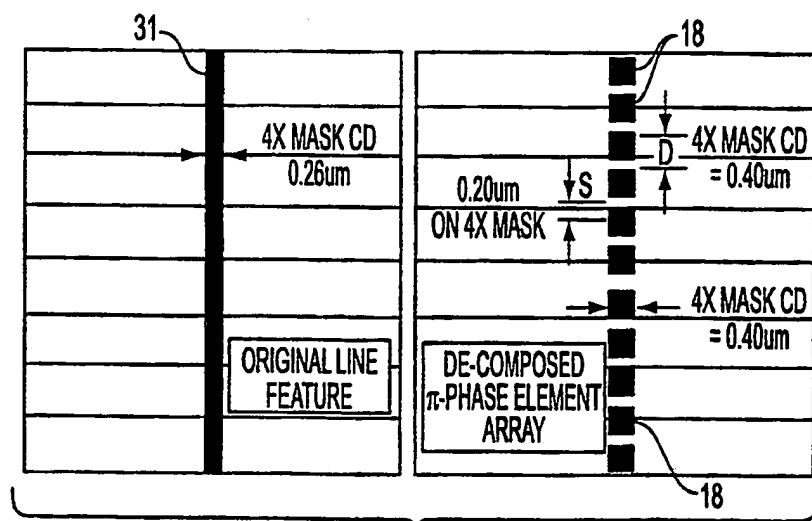 31
18
4X MASK CD
0.26um
ORIGINAL LINE
FEATURE
4X MASK CD
= 0.40um
D
S
0.20um
ON 4X MASK
4X MASK CD
= 0.40um
DE-COMPOSED
π-PHASE ELEMENT
ARRAY
18